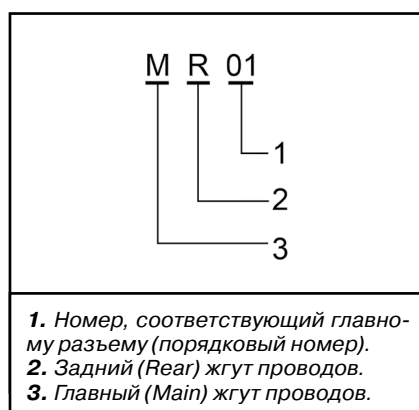 M R 01
1
2
3
1. Номер, соответствующий главно-
му разъему (порядковый номер).
2. Задний (Rear) жгут проводов.
3. Главный (Main) жгут проводов.